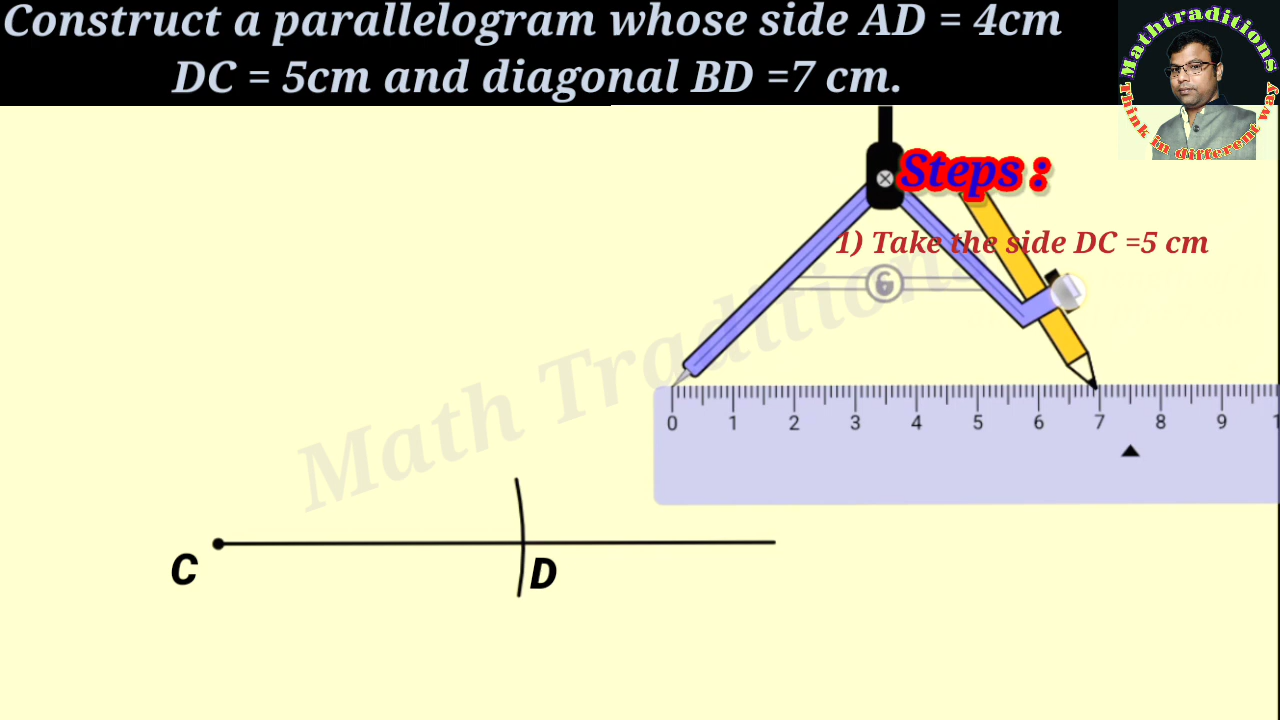 Construct a parallelogram whose side AD = 4cm
DC = 5cm and diagonal BD =7 cm.
Mathtraditions
Think in different way
Steps :
1) Take the side DC =5 cm
Math Traditions
0 1 2 3 4 5 6 7 8 9
C
D